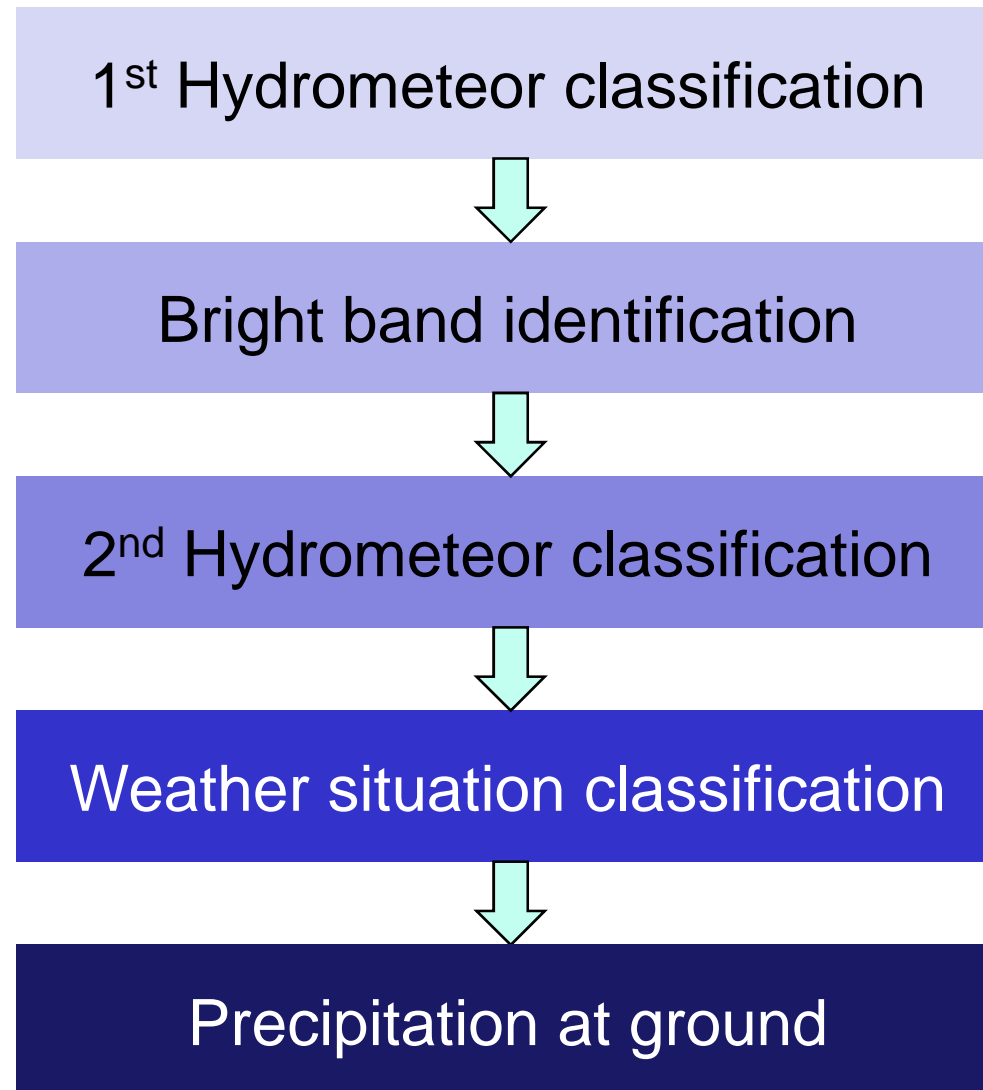 1st Hydrometeor classification
Bright band identification
2nd Hydrometeor classification
Weather situation classification
Precipitation at ground